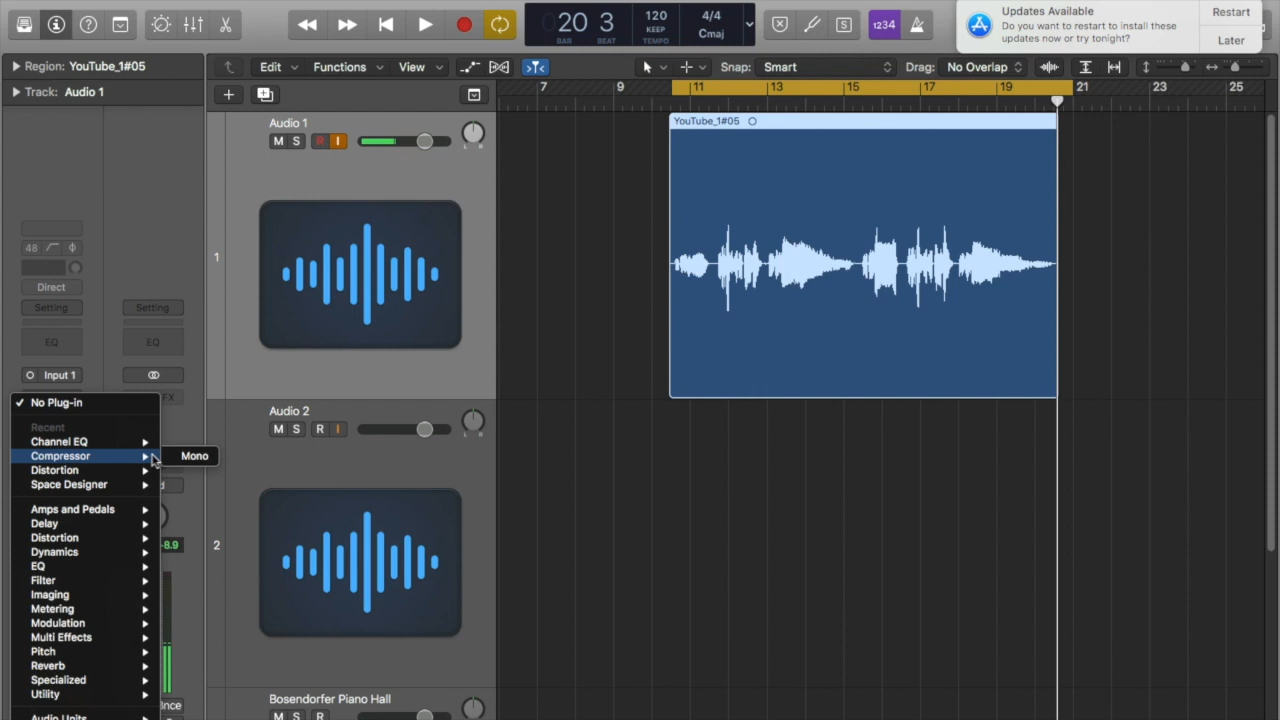 20 3
BAR BEAT
120
KEEP
TEMPO
4/4
Cmaj
S
1234
Updates Available
Do you want to restart to install these
updates now or try tonight?
Restart
Later
Region: YouTube_1#05
Edit
Functions
View
Snap: Smart
Drag: No Overlap
Track: Audio 1
7 9 11 13 15 17 19 21 23 25
Audio 1
M S R I
L R
YouTube_1#05
48
Direct
Setting
Setting
EQ
EQ
Input 1
1
FX
No Plug-in
Recent
Channel EQ
Compressor
Mono
Distortion
Space Designer
Amps and Pedals
Delay
Distortion
Dynamics
EQ
Filter
Imaging
Metering
Modulation
Multi Effects
Pitch
Reverb
Specialized
Utility
Audio Units
d
-8.9
Audio 2
M S R I
L R
2
Bosendorfer Piano Hall
M S R